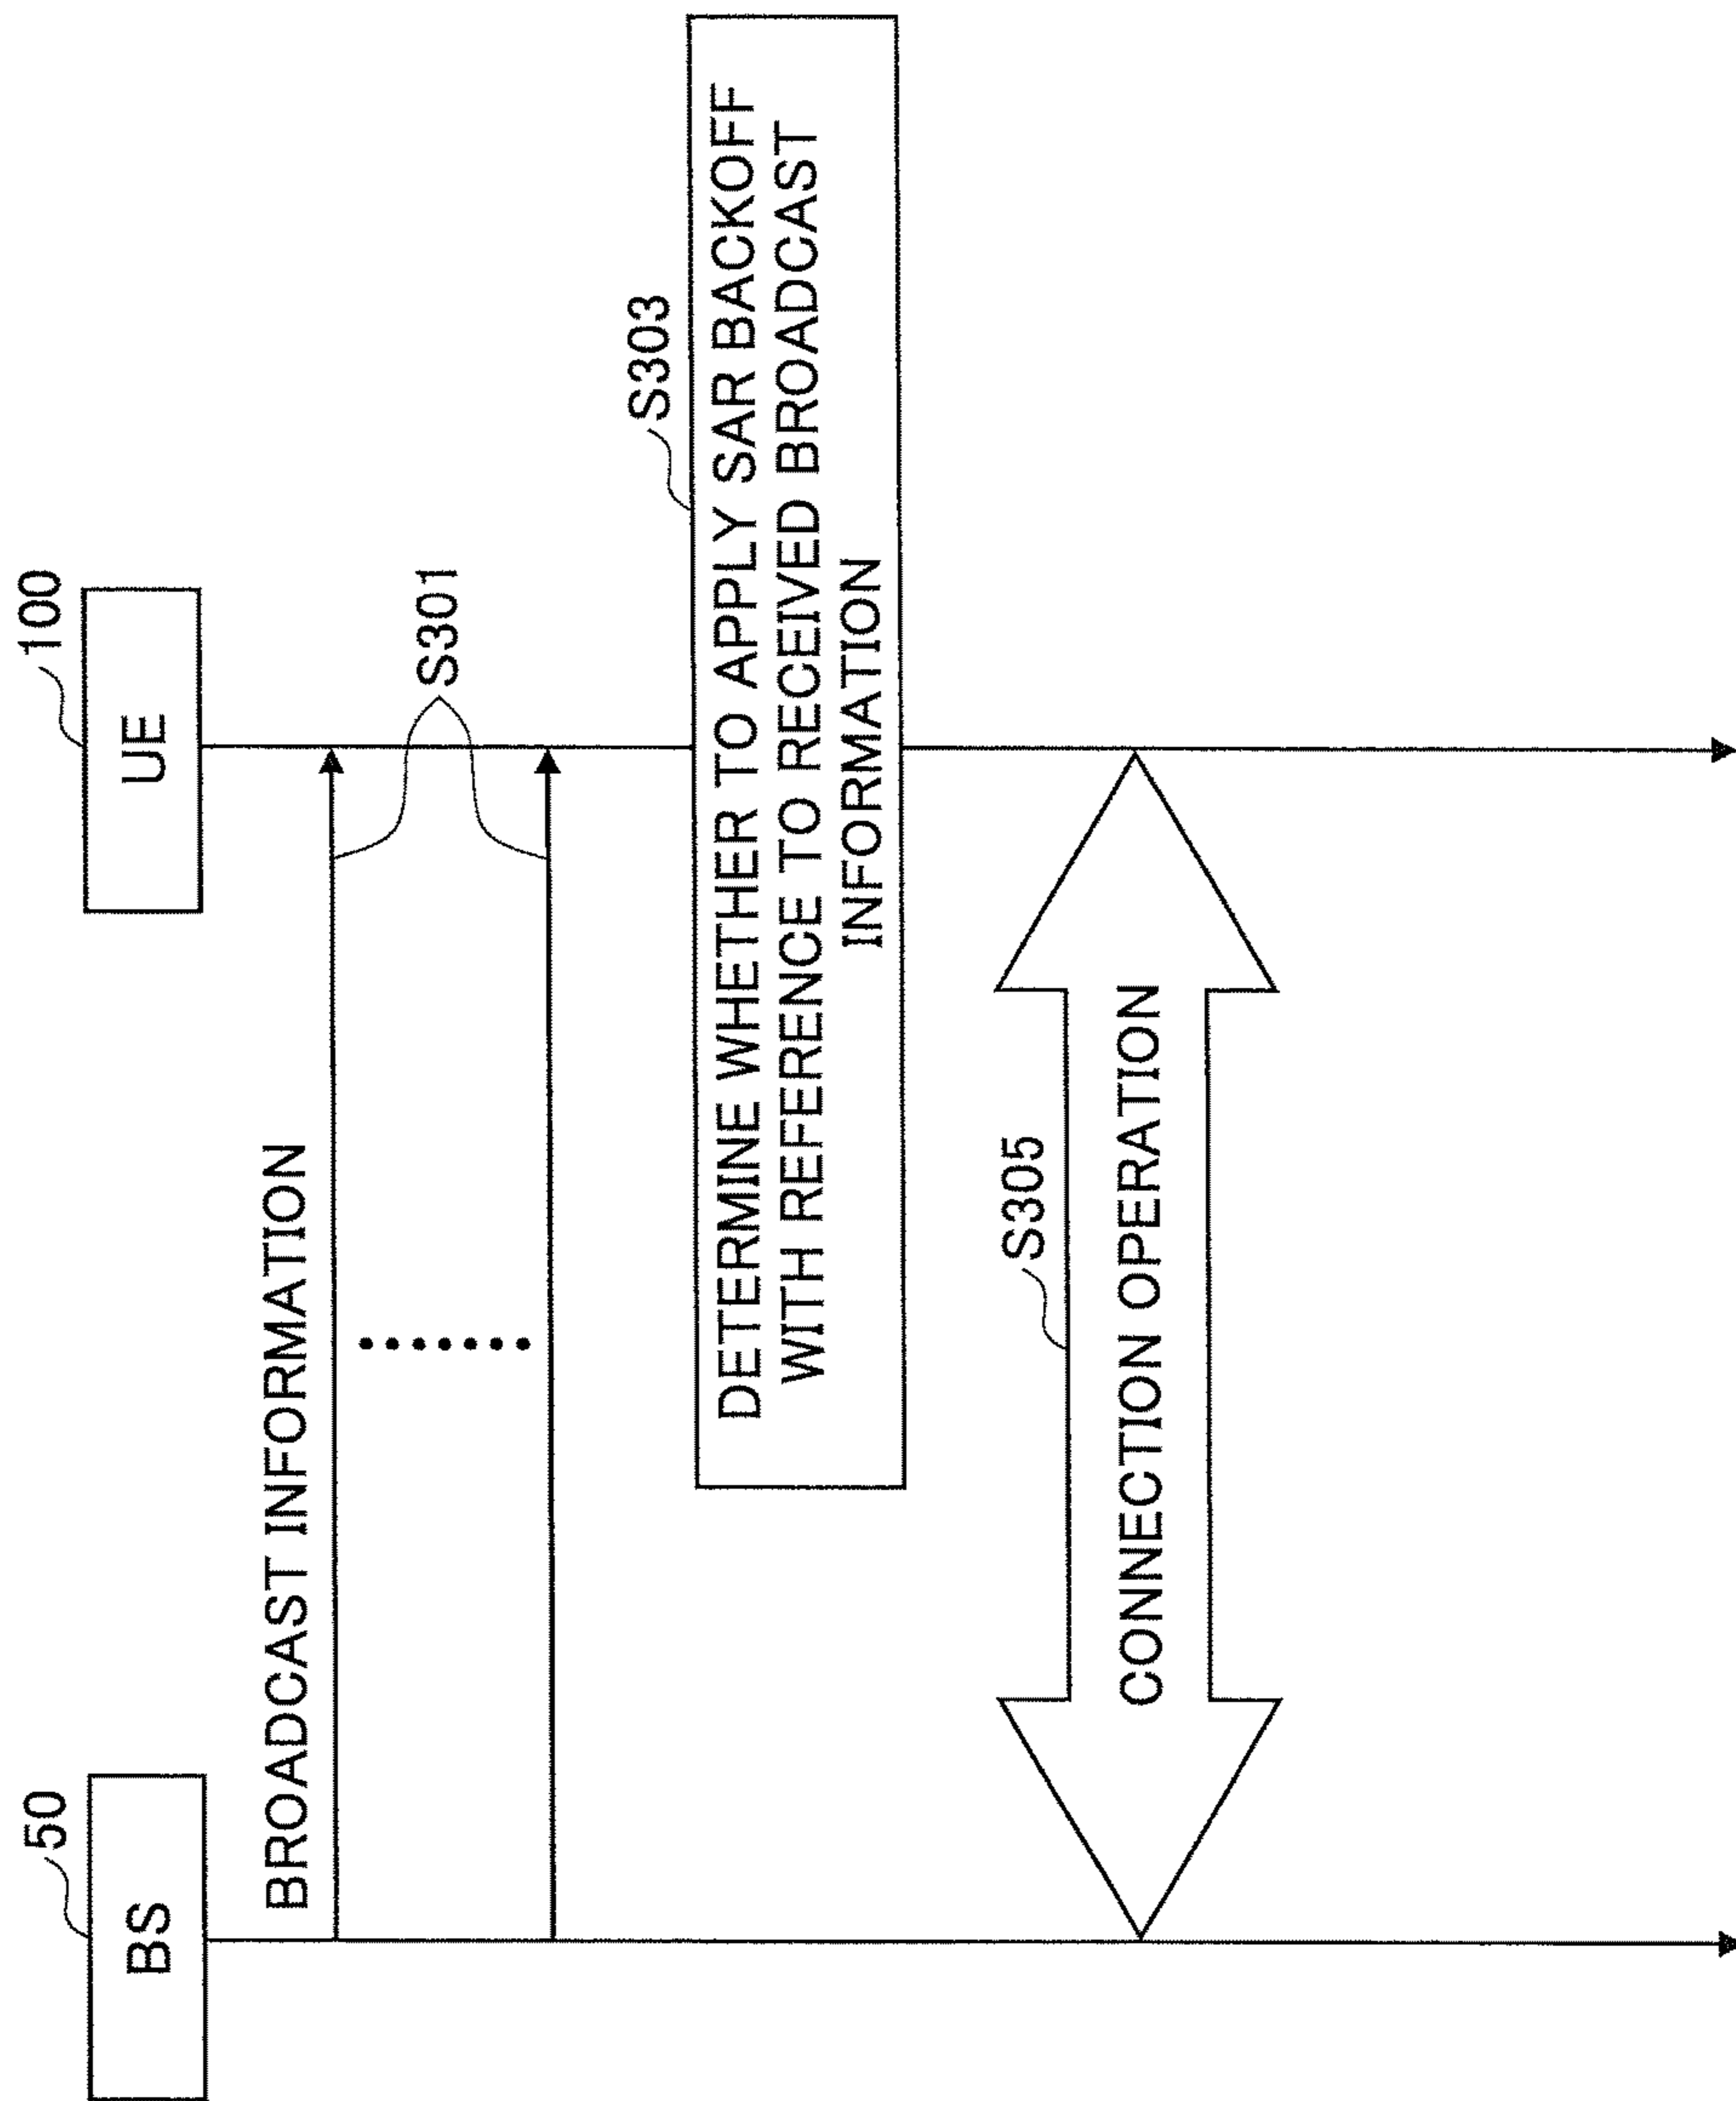 50
BS
100
UE
BROADCAST INFORMATION
S301
S303
DETERMINE WHETHER TO APPLY SAR BACKOFF
WITH REFERENCE TO RECEIVED BROADCAST
INFORMATION
S305
CONNECTION OPERATION